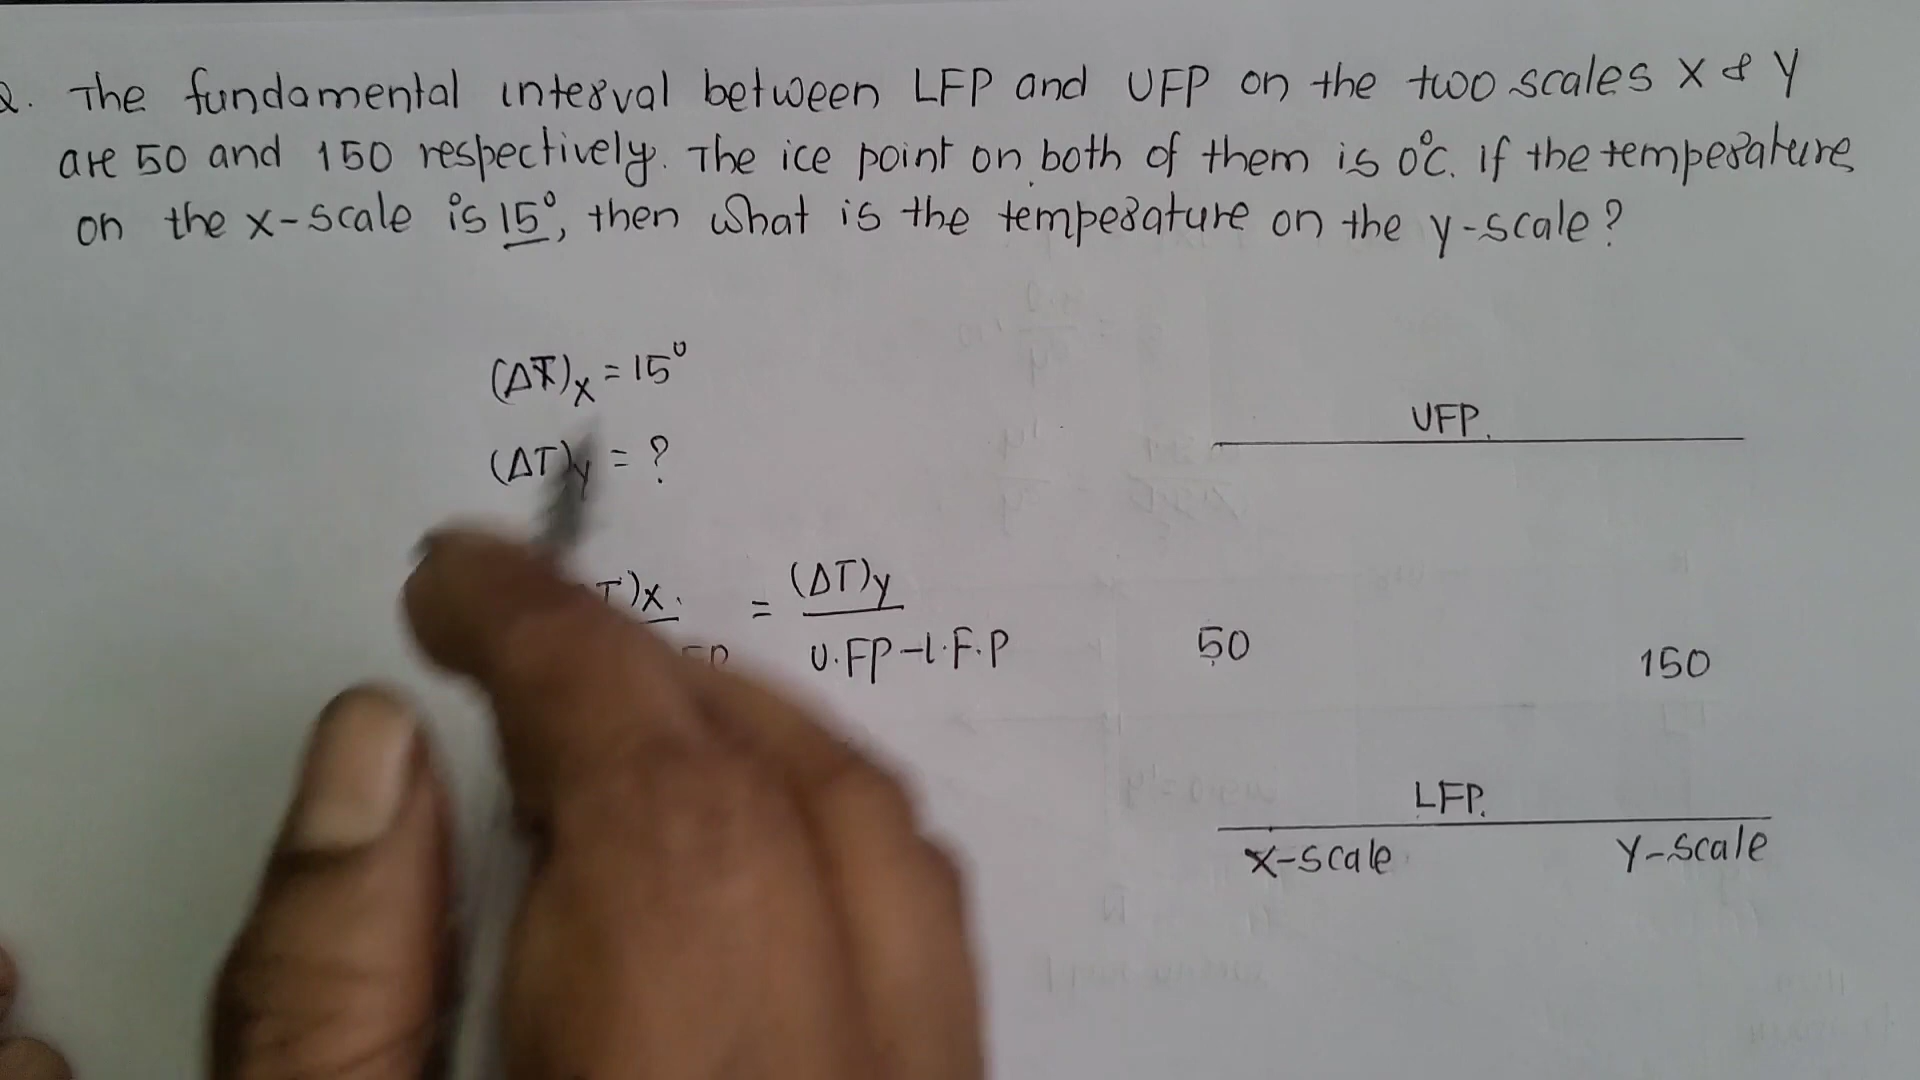 The fundamental interval between LFP and UFP on the two scales X & Y
are 50 and 150 respectively. The ice point on both of them is 0°C. If the temperature
on the x-scale is 15°, then what is the temperature on the y-scale?
(ΔT)x = 15°
UFP.
(ΔT)y = ?
T)x. = (ΔT)y
U.FP-L.F.P
50
150
LFP.
X-scale
Y-scale